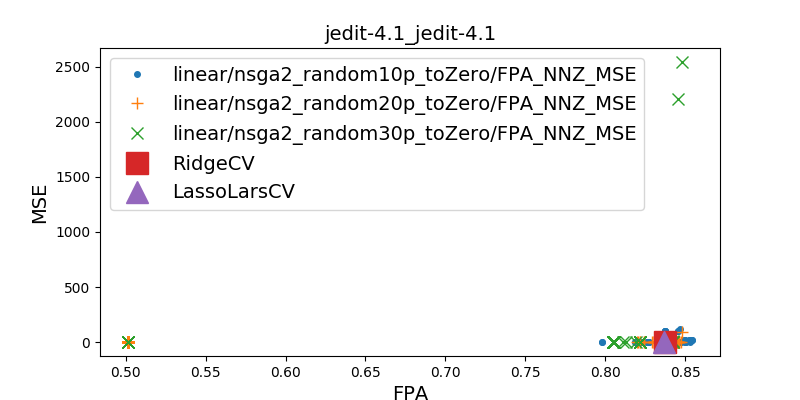 jedit-4.1_jedit-4.1
linear/nsga2_random10p_toZero/FPA_NNZ_MSE
linear/nsga2_random20p_toZero/FPA_NNZ_MSE
linear/nsga2_random30p_toZero/FPA_NNZ_MSE
RidgeCV
LassoLarsCV
MSE
2500
2000
1500
1000
500
0
0.50 0.55 0.60 0.65 0.70 0.75 0.80 0.85
FPA